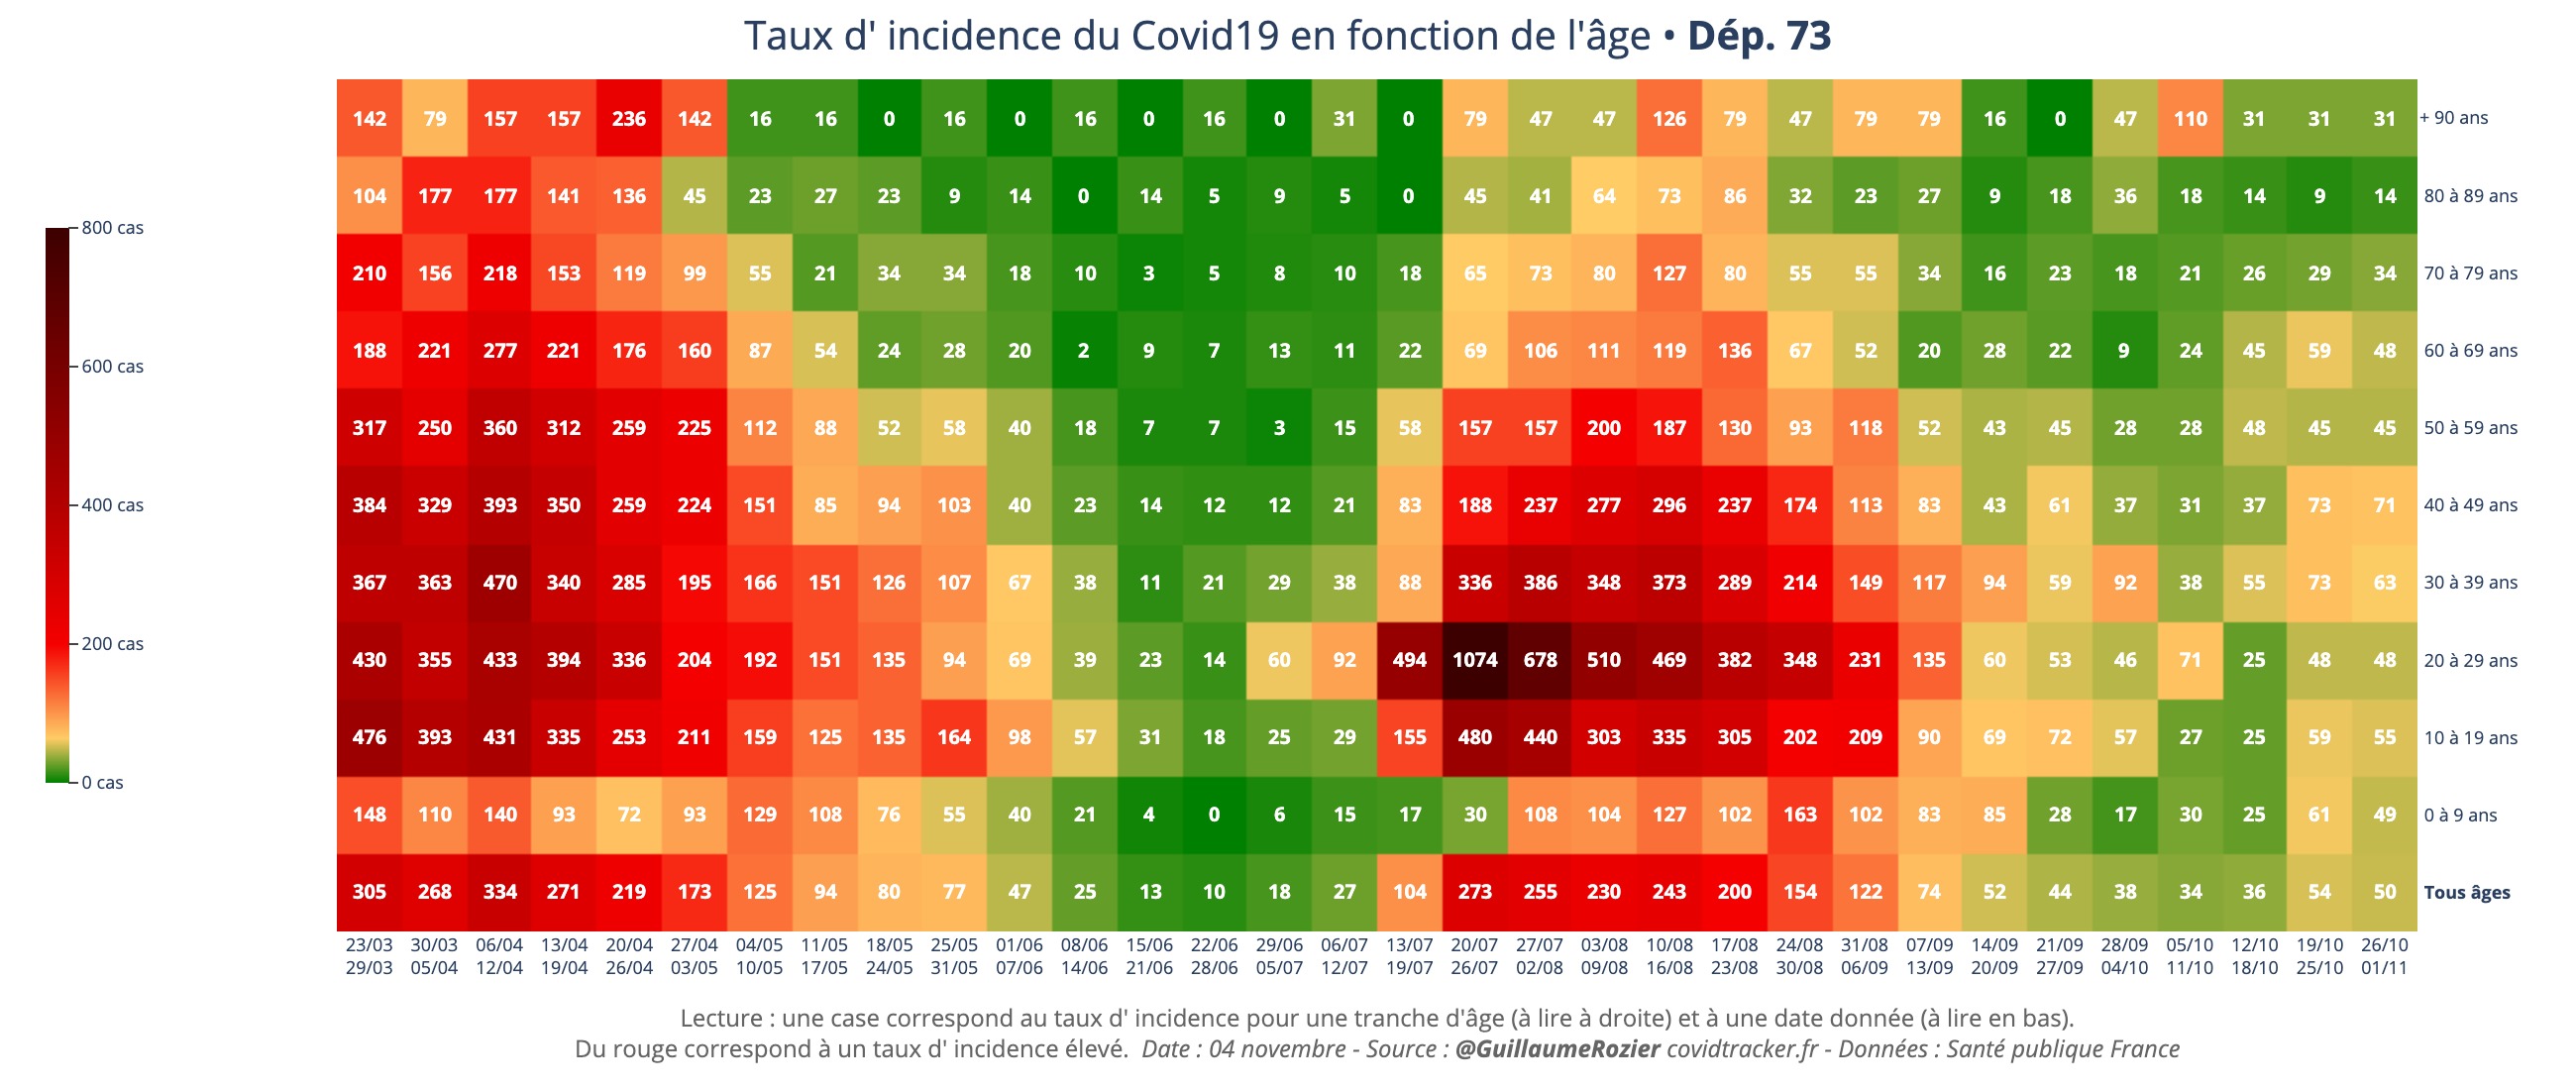 Taux d' incidence du Covid19 en fonction de l'âge • Dép. 73
800 cas
600 cas
400 cas
200 cas
0 cas
142 79 157 157 236 142 16 16 0 16 0 16 0 16 0 31 0 79 47 47 126 79 47 79 79 16 0 47 110 31 31 31 + 90 ans
104 177 177 141 136 45 23 27 23 9 14 0 14 5 9 5 0 45 41 64 73 86 32 23 27 9 18 36 18 14 9 14 80 à 89 ans
210 156 218 153 119 99 55 21 34 34 18 10 3 5 8 10 18 65 73 80 127 80 55 55 34 16 23 18 21 26 29 34 70 à 79 ans
188 221 277 221 176 160 87 54 24 28 20 2 9 7 13 11 22 69 106 111 119 136 67 52 20 28 22 9 24 45 59 48 60 à 69 ans
317 250 360 312 259 225 112 88 52 58 40 18 7 7 3 15 58 157 157 200 187 130 93 118 52 43 45 28 28 48 45 45 50 à 59 ans
384 329 393 350 259 224 151 85 94 103 40 23 14 12 12 21 83 188 237 277 296 237 174 113 83 43 61 37 31 37 73 71 40 à 49 ans
367 363 470 340 285 195 166 151 126 107 67 38 11 21 29 38 88 336 386 348 373 289 214 149 117 94 59 92 38 55 73 63 30 à 39 ans
430 355 433 394 336 204 192 151 135 94 69 39 23 14 60 92 494 1074 678 510 469 382 348 231 135 60 53 46 71 25 48 48 20 à 29 ans
476 393 431 335 253 211 159 125 135 164 98 57 31 18 25 29 155 480 440 303 335 305 202 209 90 69 72 57 27 25 59 55 10 à 19 ans
148 110 140 93 72 93 129 108 76 55 40 21 4 0 6 15 17 30 108 104 127 102 163 102 83 85 28 17 30 25 61 49 0 à 9 ans
305 268 334 271 219 173 125 94 80 77 47 25 13 10 18 27 104 273 255 230 243 200 154 122 74 52 44 38 34 36 54 50 Tous âges
23/03 30/03 06/04 13/04 20/04 27/04 04/05 11/05 18/05 25/05 01/06 08/06 15/06 22/06 29/06 06/07 13/07 20/07 27/07 03/08 10/08 17/08 24/08 31/08 07/09 14/09 21/09 28/09 05/10 12/10 19/10 26/10
29/03 05/04 12/04 19/04 26/04 03/05 10/05 17/05 24/05 31/05 07/06 14/06 21/06 28/06 05/07 12/07 19/07 26/07 02/08 09/08 16/08 23/08 30/08 06/09 13/09 20/09 27/09 04/10 11/10 18/10 25/10 01/11
Lecture : une case correspond au taux d' incidence pour une tranche d'âge (à lire à droite) et à une date donnée (à lire en bas).
Du rouge correspond à un taux d' incidence élevé. Date : 04 novembre - Source : @GuillaumeRozier covidtracker.fr - Données : Santé publique France